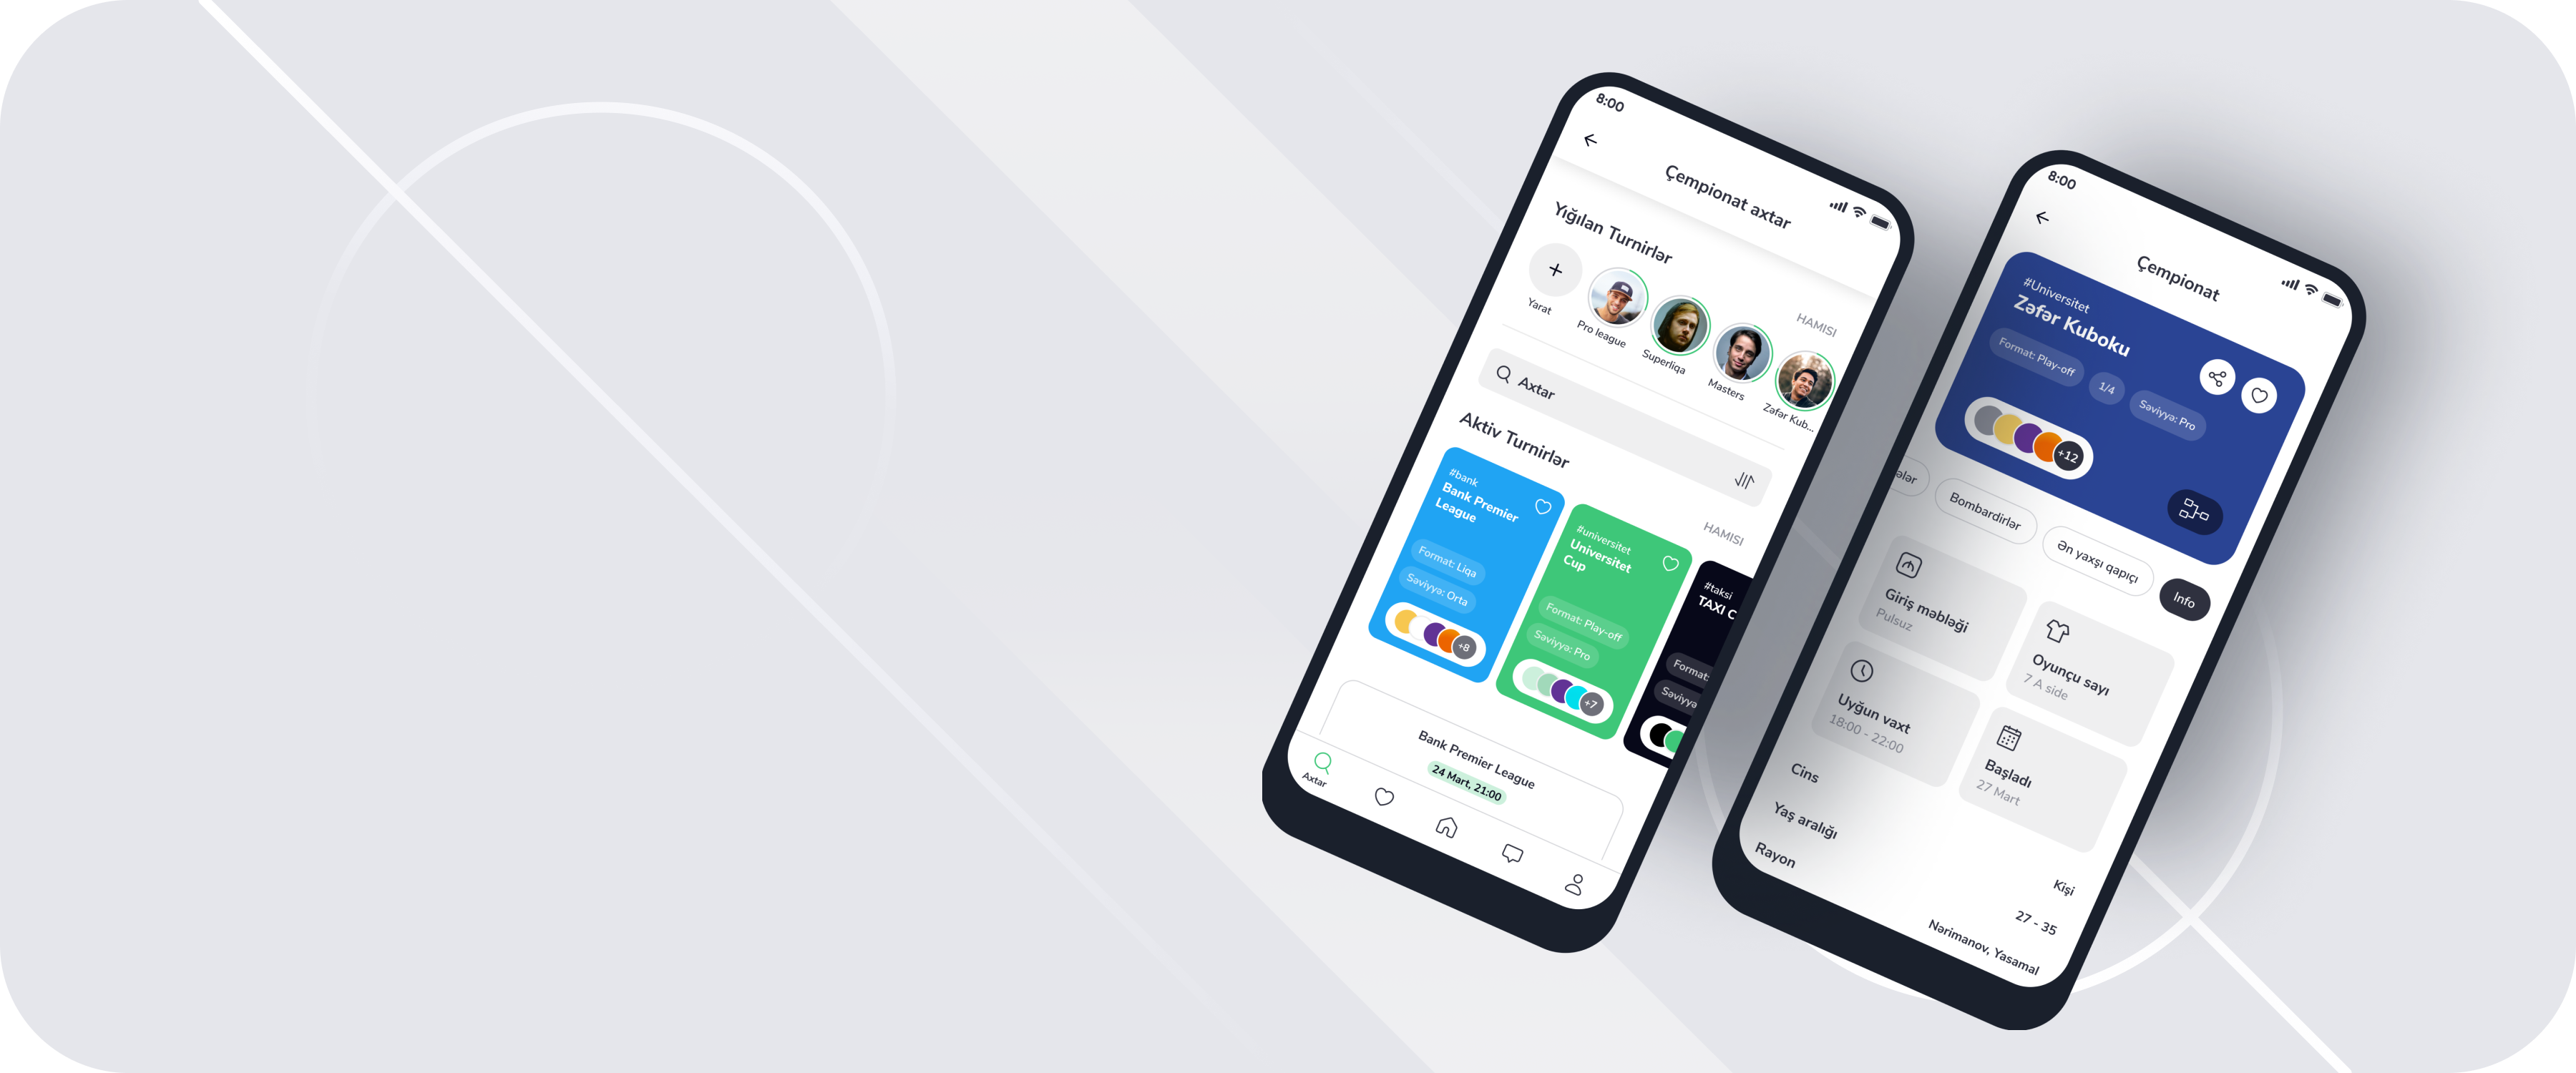 8:00
Çempionat axtar
Yığılan Turnirlər
HAMISI
Yarat
Pro league
Superliqa
Masters
Zəfər Kub...
Axtar
Aktiv Turnirlər
HAMISI
#bank
Bank Premier
League
Format: Liqa
Səviyyə: Orta
+8
#universitet
Universitet
Cup
Format: Play-off
Səviyyə: Pro
+7
#taksi
TAXI C
Format:
Səviyyə
Bank Premier League
24 Mart, 21:00
Axtar
8:00
Çempionat
#Universitet
Zəfər Kuboku
Format: Play-off
1/4
Səviyyə: Pro
+12
ələr
Bombardirlər
Ən yaxşı qapıçı
Info
Giriş məbləği
Pulsuz
Oyunçu sayı
7 A side
Uyğun vaxt
18:00 - 22:00
Başladı
27 Mart
Cins
Kişi
Yaş aralığı
27 - 35
Rayon
Nərimanov, Yasamal